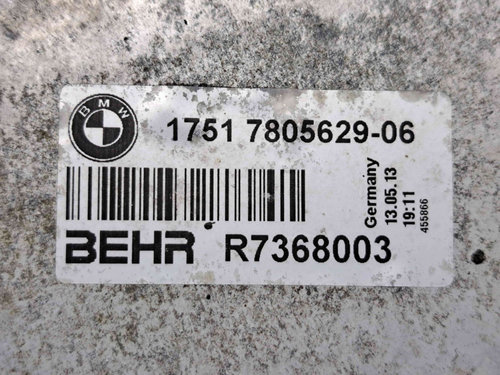 BMW
1751 7805629-06
BEHR R7368003
Germany
13.05.13
19:11
455866